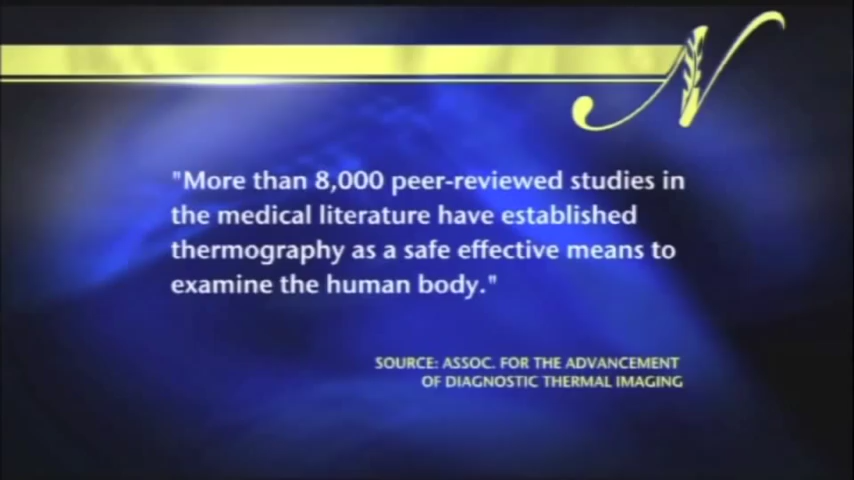 N
"More than 8,000 peer-reviewed studies in
the medical literature have established
thermography as a safe effective means to
examine the human body."
SOURCE: ASSOC. FOR THE ADVANCEMENT
OF DIAGNOSTIC THERMAL IMAGING